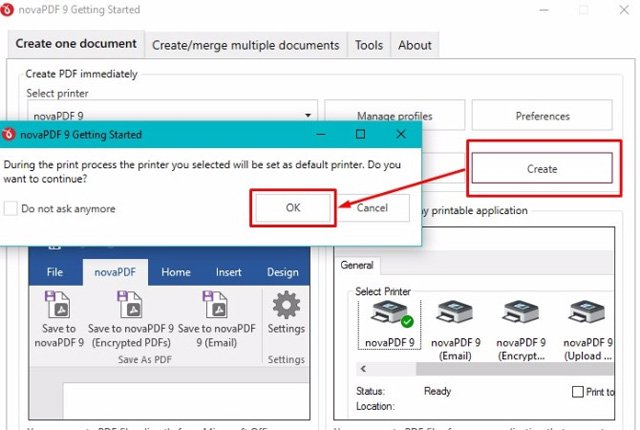 novaPDF 9 Getting Started
Create one document
Create/merge multiple documents
Tools
About
Create PDF immediately
Select printer
novaPDF 9
Manage profiles
Preferences
novaPDF 9 Getting Started
During the print process the printer you selected will be set as default printer. Do you
want to continue?
Do not ask anymore
OK
Cancel
Create
printable application
File
novaPDF
Home
Insert
Design
Save to
novaPDF 9
Save to novaPDF 9
(Encrypted PDFs)
Save to novaPDF
9 (Email)
Settings
Save As PDF
Settings
General
Select Printer
novaPDF 9
novaPDF 9
(Email)
novaPDF 9
(Encrypt...
novaPDF 9
(Upload ...
Status:
Ready
Print to
Location: